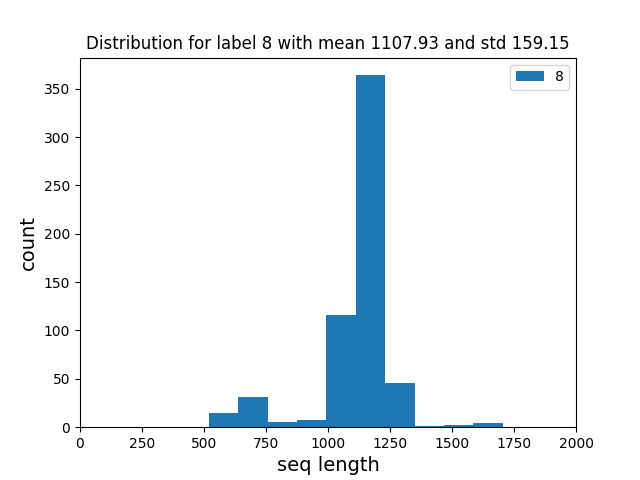 Distribution for label 8 with mean 1107.93 and std 159.15
8
350
300
250
200
150
100
50
0
count
0 250 500 750 1000 1250 1500 1750 2000
seq length